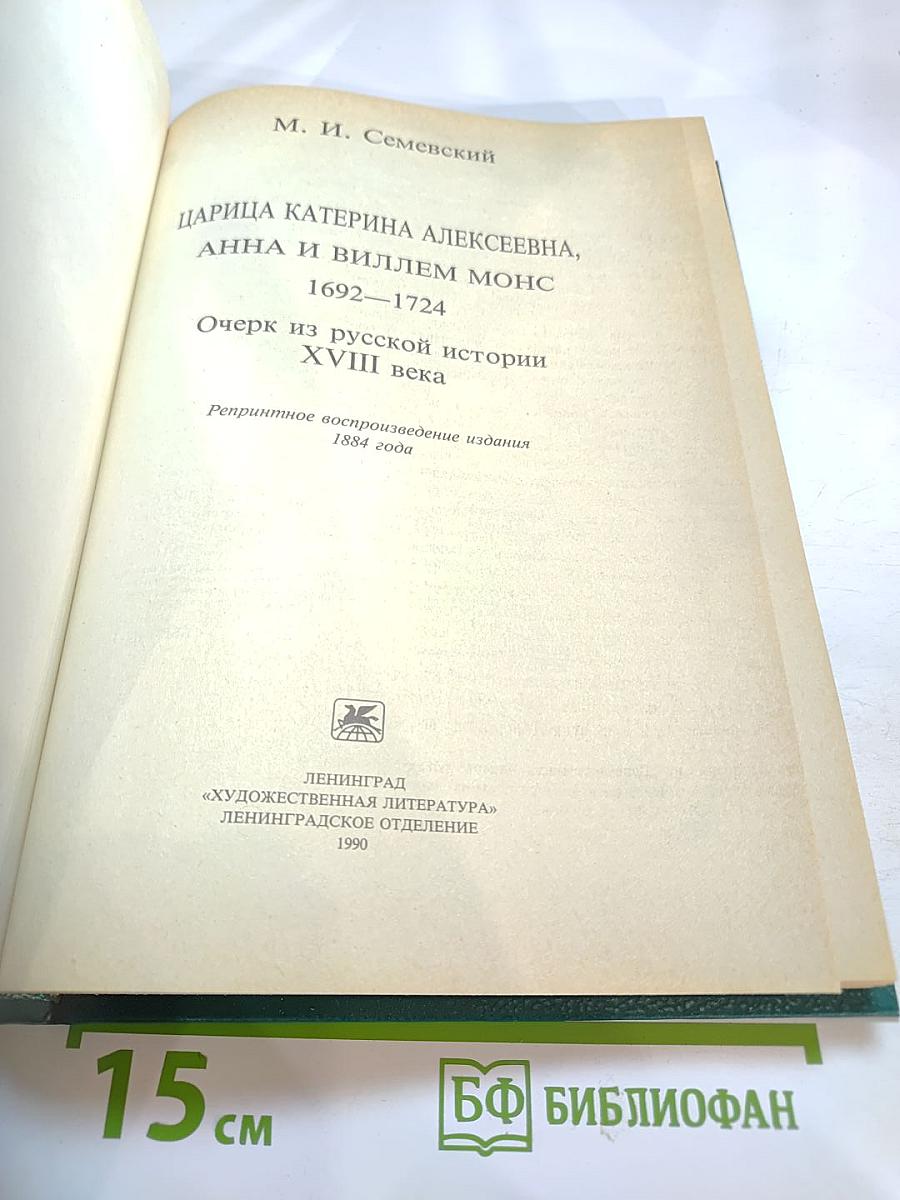 М. И. Семевский
ЦАРИЦА КАТЕРИНА АЛЕКСЕЕВНА,
АННА И ВИЛЛЕМ МОНС
1692—1724
Очерк из русской истории
XVIII века
Репринтное воспроизведение издания
1884 года
ЛЕНИНГРАД
«ХУДОЖЕСТВЕННАЯ ЛИТЕРАТУРА»
ЛЕНИНГРАДСКОЕ ОТДЕЛЕНИЕ
1990
15 см
БФ БИБЛИОФАН